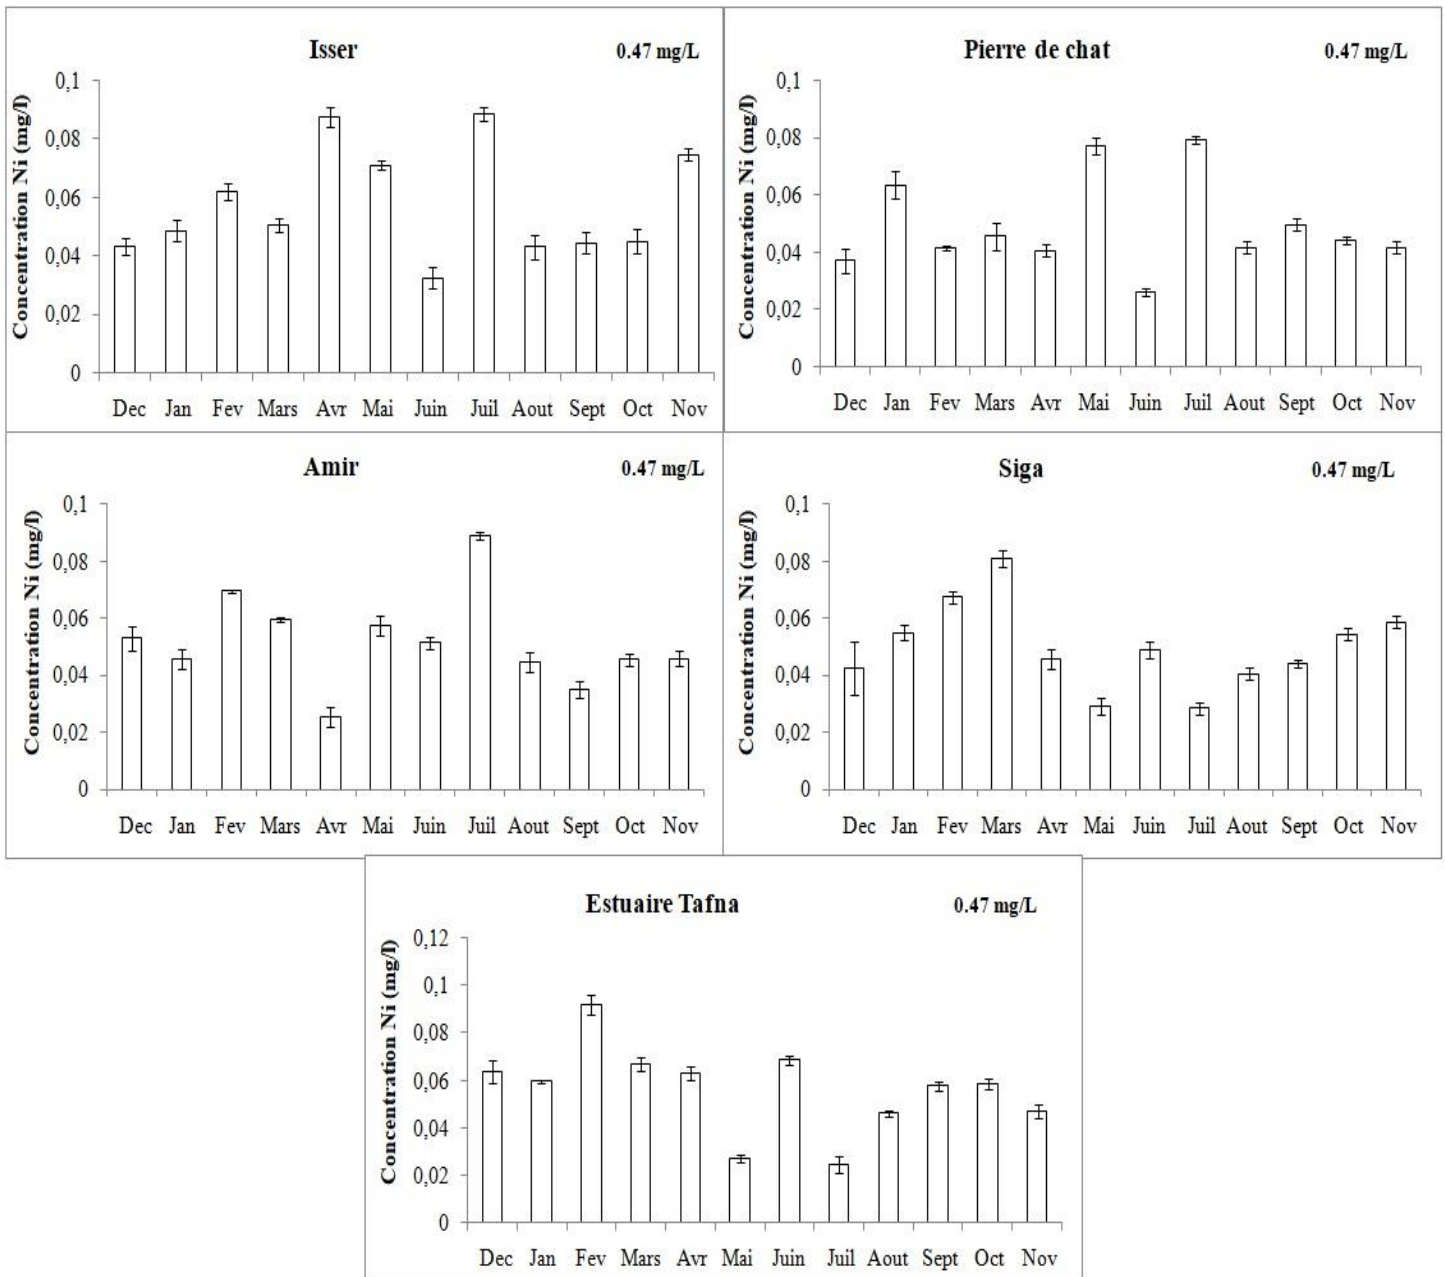 Isser
0.47 mg/L
Concentration Ni (mg/l)
0,1
0,08
0,06
0,04
0,02
0
Dec Jan Fev Mars Avr Mai Juin Juil Aout Sept Oct Nov
Pierre de chat
0.47 mg/L
Concentration Ni (mg/l)
0,1
0,08
0,06
0,04
0,02
0
Dec Jan Fev Mars Avr Mai Juin Juil Aout Sept Oct Nov
Amir
0.47 mg/L
Concentration Ni (mg/l)
0,1
0,08
0,06
0,04
0,02
0
Dec Jan Fev Mars Avr Mai Juin Juil Aout Sept Oct Nov
Siga
0.47 mg/L
Concentration Ni (mg/l)
0,1
0,08
0,06
0,04
0,02
0
Dec Jan Fev Mars Avr Mai Juin Juil Aout Sept Oct Nov
Estuaire Tafna
0.47 mg/L
Concentration Ni (mg/l)
0,12
0,1
0,08
0,06
0,04
0,02
0
Dec Jan Fev Mars Avr Mai Juin Juil Aout Sept Oct Nov